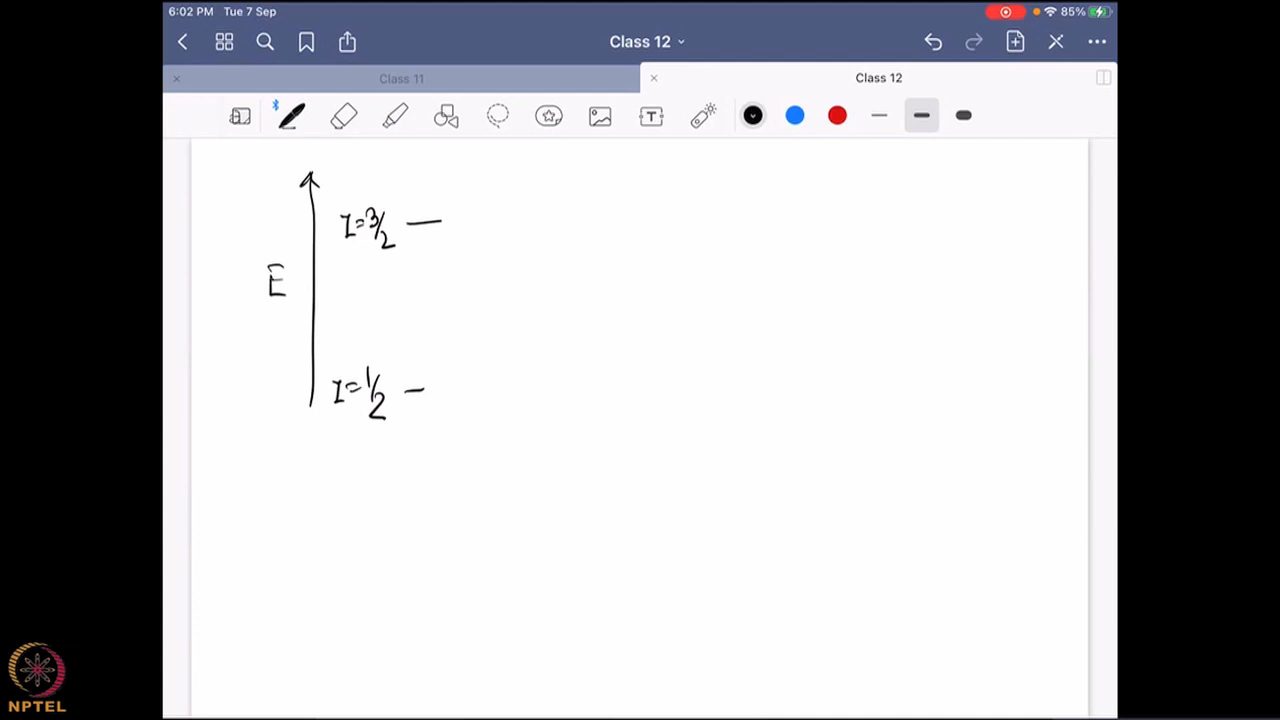 6:02 PM Tue 7 Sep
85%
Class 12
Class 11
Class 12
T
I=3/2
E
I=1/2
NPTEL